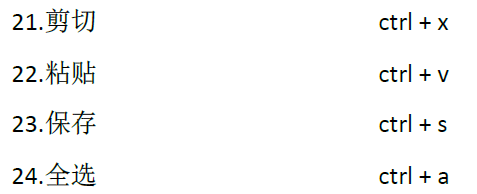 21.剪切 ctrl + x
22.粘贴 ctrl + v
23.保存 ctrl + s
24.全选 ctrl + a